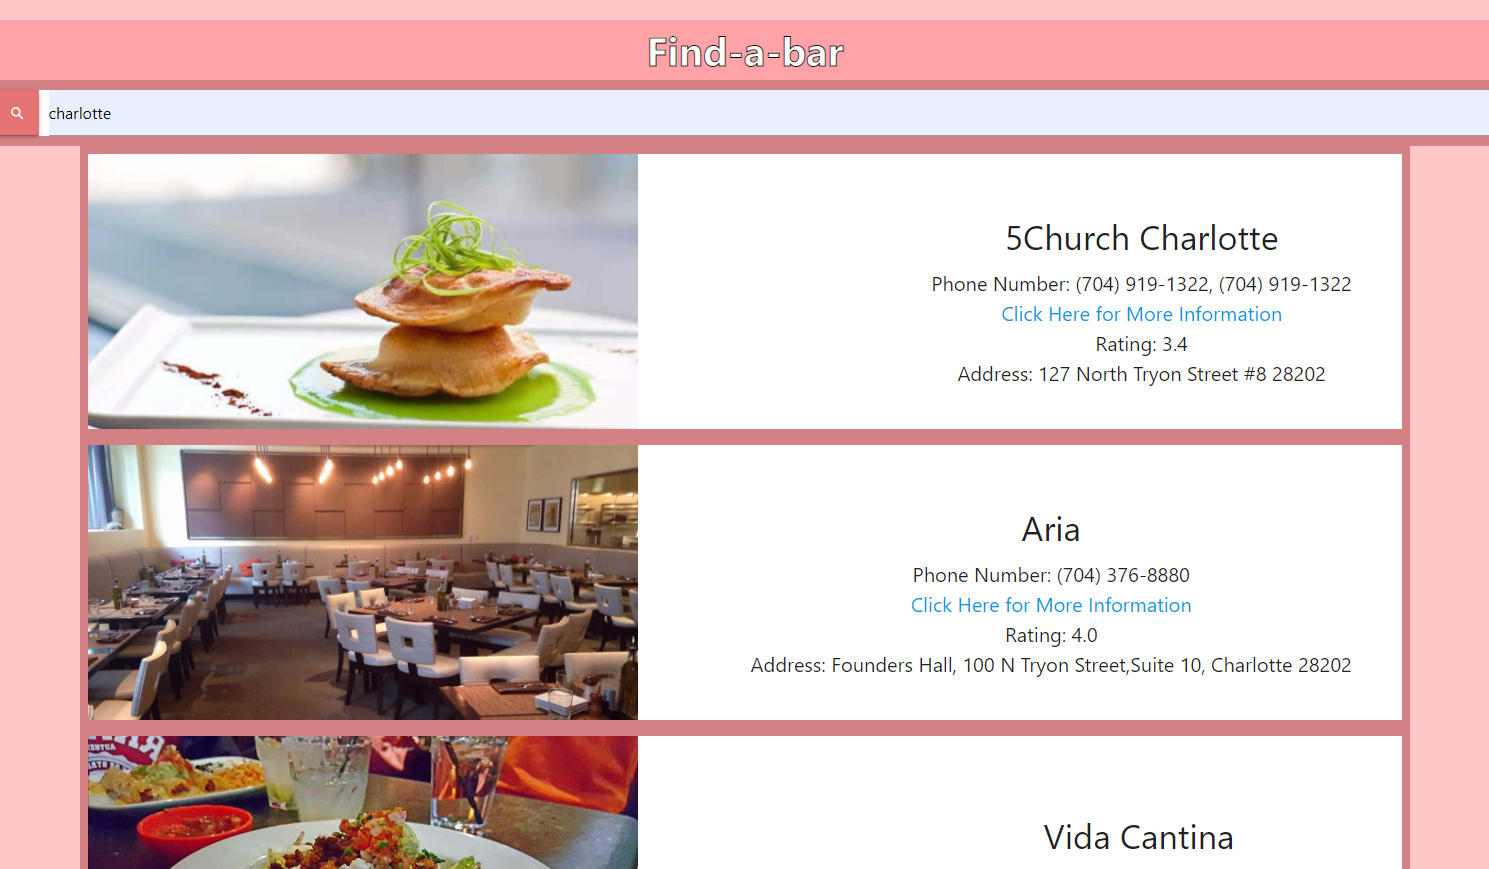 Find-a-bar
charlotte
5Church Charlotte
Phone Number: (704) 919-1322, (704) 919-1322
Click Here for More Information
Rating: 3.4
Address: 127 North Tryon Street #8 28202
Aria
Phone Number: (704) 376-8880
Click Here for More Information
Rating: 4.0
Address: Founders Hall, 100 N Tryon Street,Suite 10, Charlotte 28202
Vida Cantina